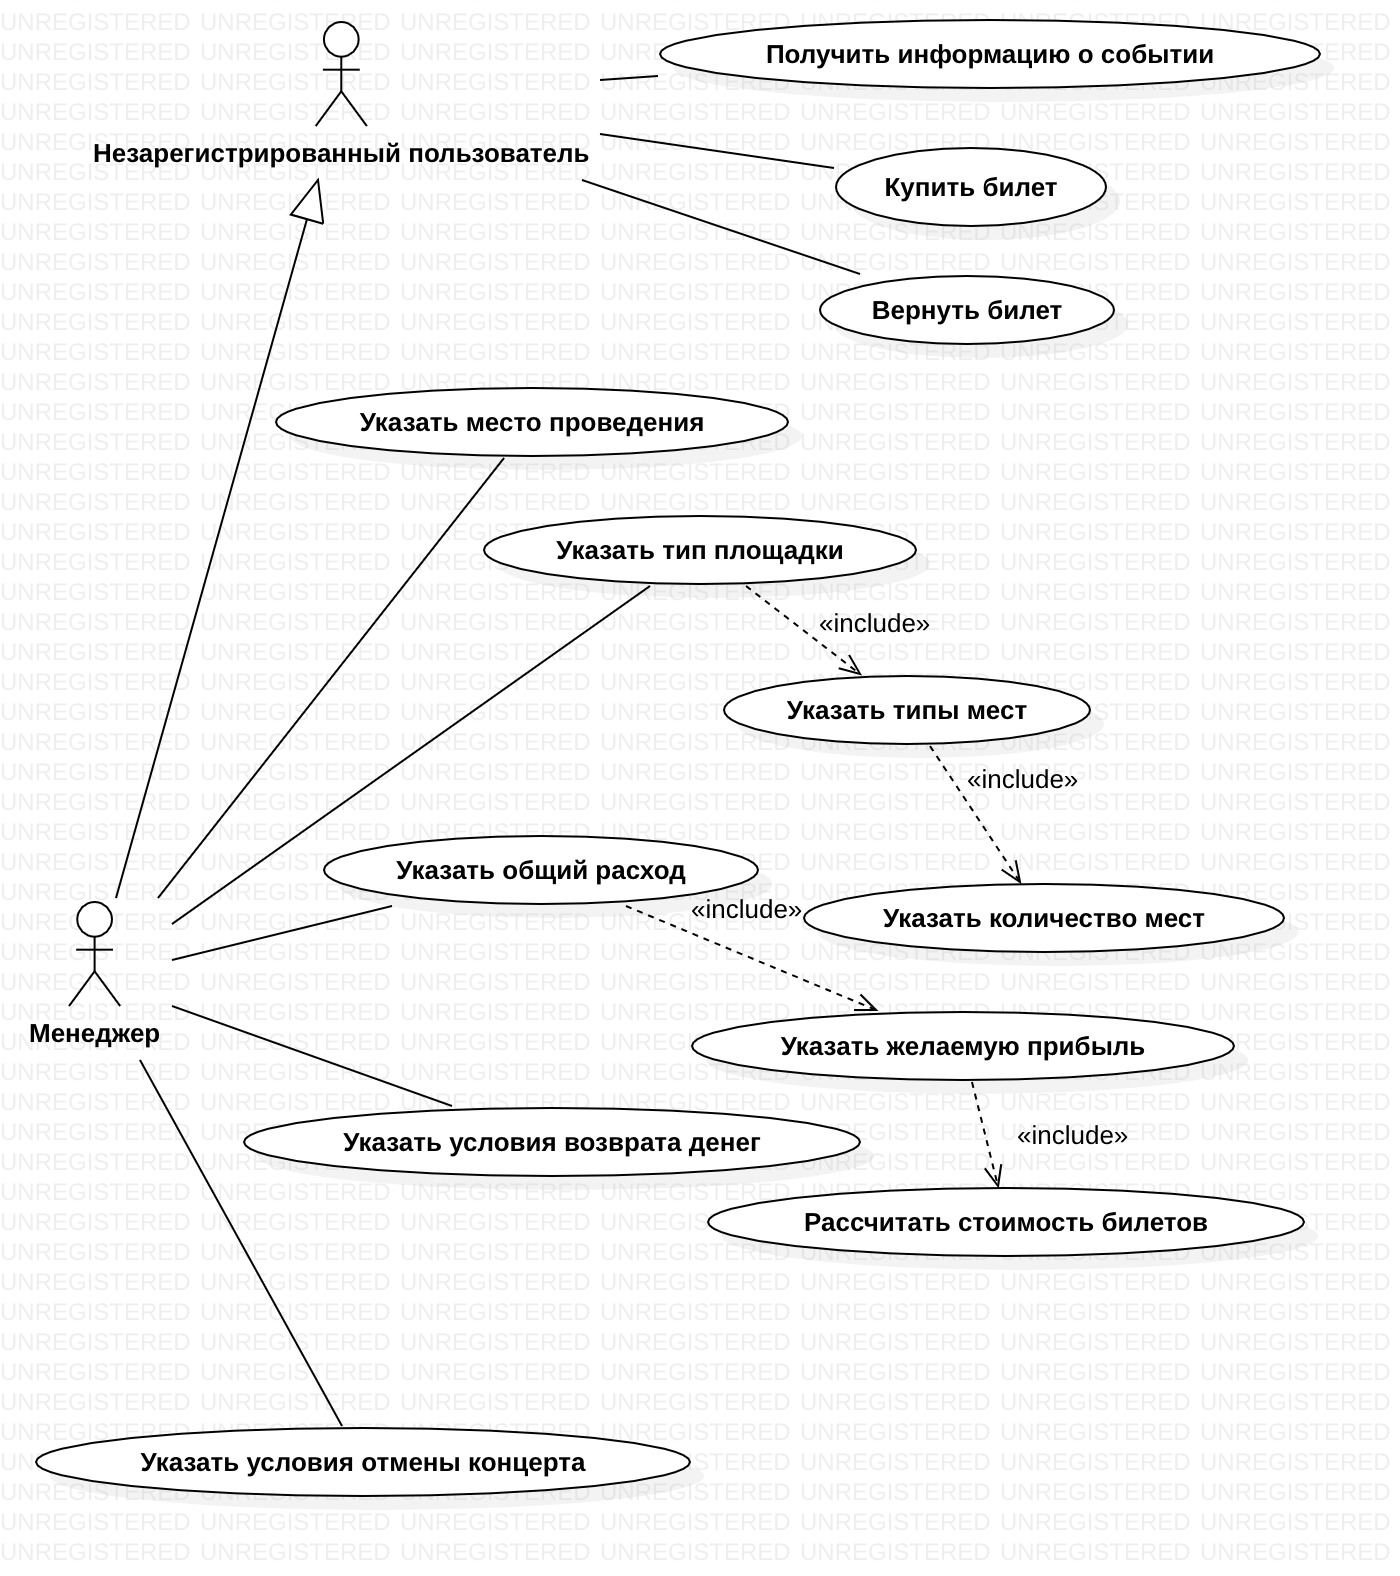 Получить информацию о событии
Незарегистрированный пользователь
Купить билет
Вернуть билет
Указать место проведения
Указать тип площадки
«include»
Указать типы мест
«include»
Указать общий расход
«include»
Указать количество мест
Менеджер
Указать желаемую прибыль
«include»
Указать условия возврата денег
Рассчитать стоимость билетов
Указать условия отмены концерта
UNREGISTERED